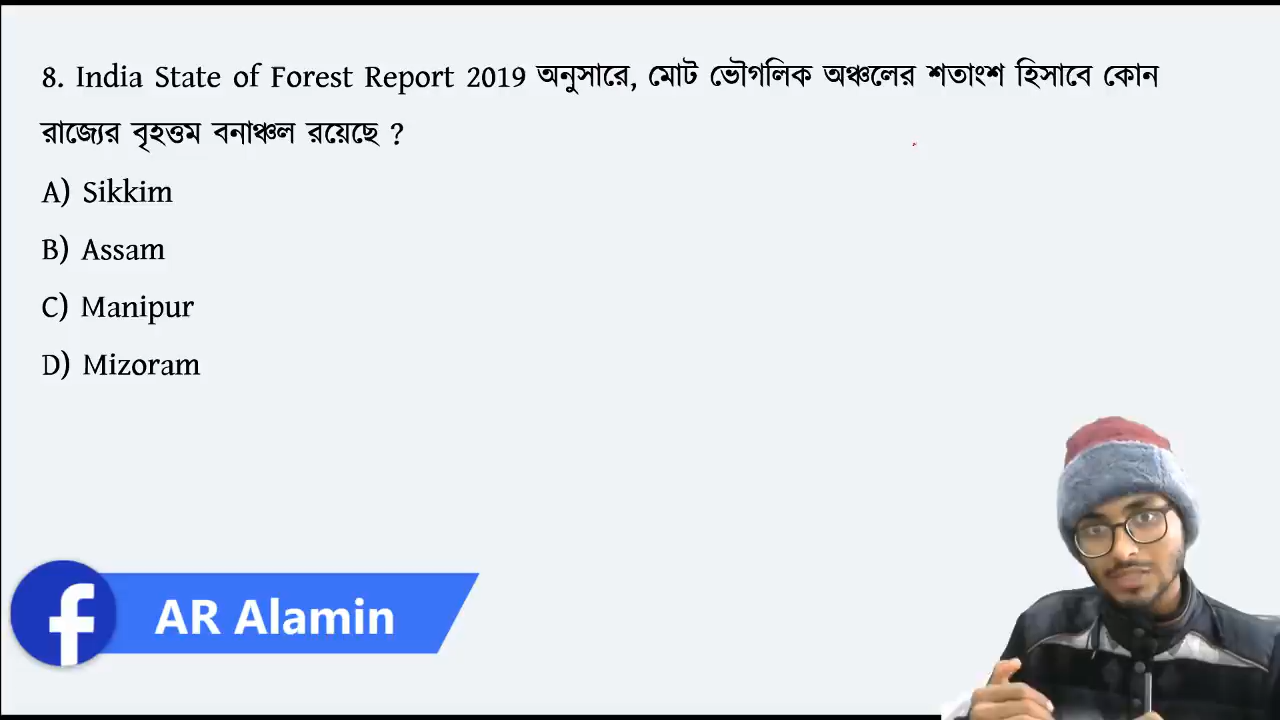 8. India State of Forest Report 2019 অনুসারে, মোট ভৌগলিক অঞ্চলের শতাংশ হিসাবে কোন
রাজ্যের বৃহত্তম বনাঞ্চল রয়েছে ?
A) Sikkim
B) Assam
C) Manipur
D) Mizoram
AR Alamin